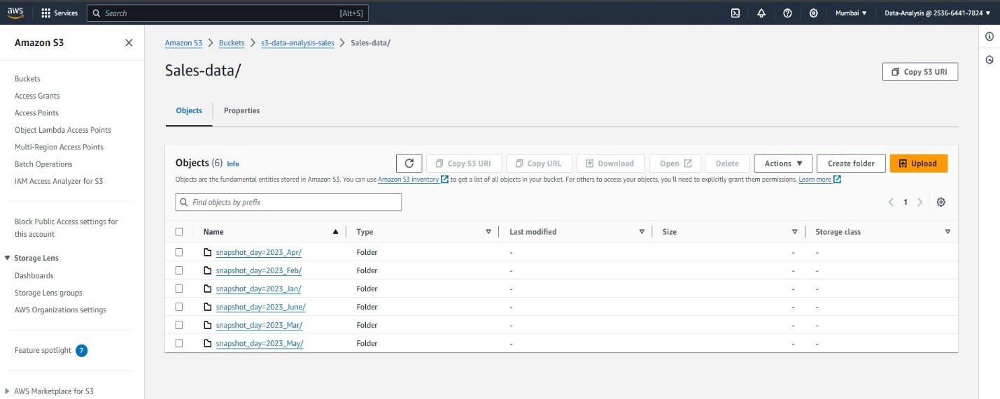 aws Services Search [Alt+S] Mumbai ▼ Data-Analysis @ 2536-6441-7824 ▼
Amazon S3
Buckets
Access Grants
Access Points
Object Lambda Access Points
Multi-Region Access Points
Batch Operations
IAM Access Analyzer for S3
Block Public Access settings for
this account
Storage Lens
Dashboards
Storage Lens groups
AWS Organizations settings
Feature spotlight 7
AWS Marketplace for S3
Amazon S3 > Buckets > s3-data-analysis-sales > Sales-data/
Sales-data/
Copy S3 URI
Objects Properties
Objects (6) Info
Copy S3 URI Copy URL Download Open Delete Actions ▼ Create folder Upload
Objects are the fundamental entities stored in Amazon S3. You can use Amazon S3 inventory to get a list of all objects in your bucket. For others to access your objects, you'll need to explicitly grant them permissions. Learn more
Find objects by prefix
< 1 >
Name Type Last modified Size Storage class
snapshot_day=2023_Apr/ Folder - - -
snapshot_day=2023_Feb/ Folder - - -
snapshot_day=2023_Jan/ Folder - - -
snapshot_day=2023_June/ Folder - - -
snapshot_day=2023_Mar/ Folder - - -
snapshot_day=2023_May/ Folder - - -